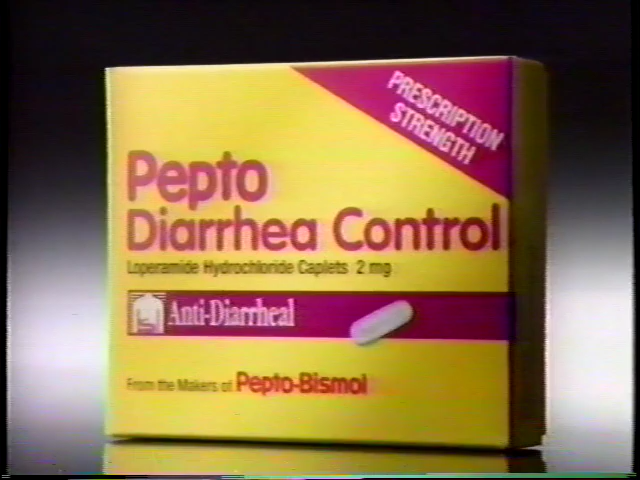 PRESCRIPTION
STRENGTH
Pepto
Diarrhea Control
Loperamide Hydrochloride Caplets 2 mg
Anti-Diarrheal
From the Makers of Pepto-Bismol